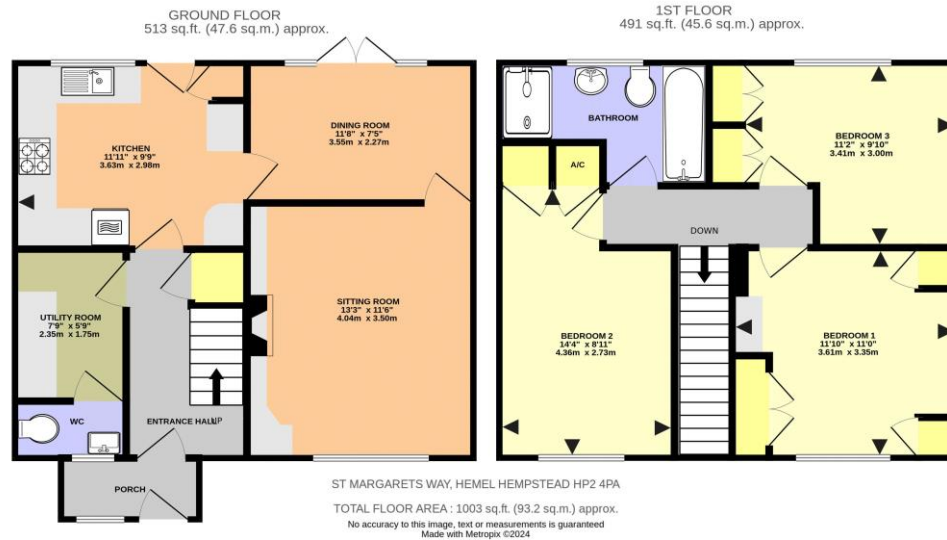 GROUND FLOOR
513 sq.ft. (47.6 sq.m.) approx.
1ST FLOOR
491 sq.ft. (45.6 sq.m.) approx.
KITCHEN
11'11" x 9'9"
3.63m x 2.98m
DINING ROOM
11'8" x 7'5"
3.55m x 2.27m
UTILITY ROOM
7'9" x 5'9"
2.35m x 1.75m
SITTING ROOM
13'3" x 11'6"
4.04m x 3.50m
WC
ENTRANCE HALL
UP
PORCH
BATHROOM
A/C
BEDROOM 3
11'2" x 9'10"
3.41m x 3.00m
DOWN
BEDROOM 2
14'4" x 8'11"
4.36m x 2.73m
BEDROOM 1
11'10" x 11'0"
3.61m x 3.35m
ST MARGARETS WAY, HEMEL HEMPSTEAD HP2 4PA
TOTAL FLOOR AREA : 1003 sq.ft. (93.2 sq.m.) approx.
No accuracy to this image, text or measurements is guaranteed
Made with Metropix ©2024